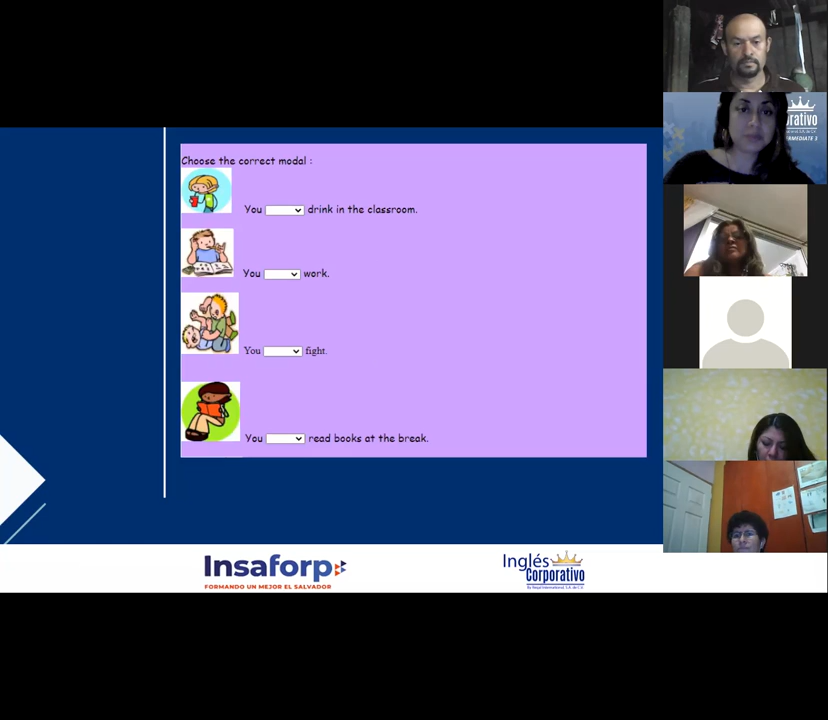 Choose the correct modal :
You drink in the classroom.
You work.
You fight.
You read books at the break.
Insaforp
FORMANDO UN MEJOR EL SALVADOR
Inglés
Corporativo